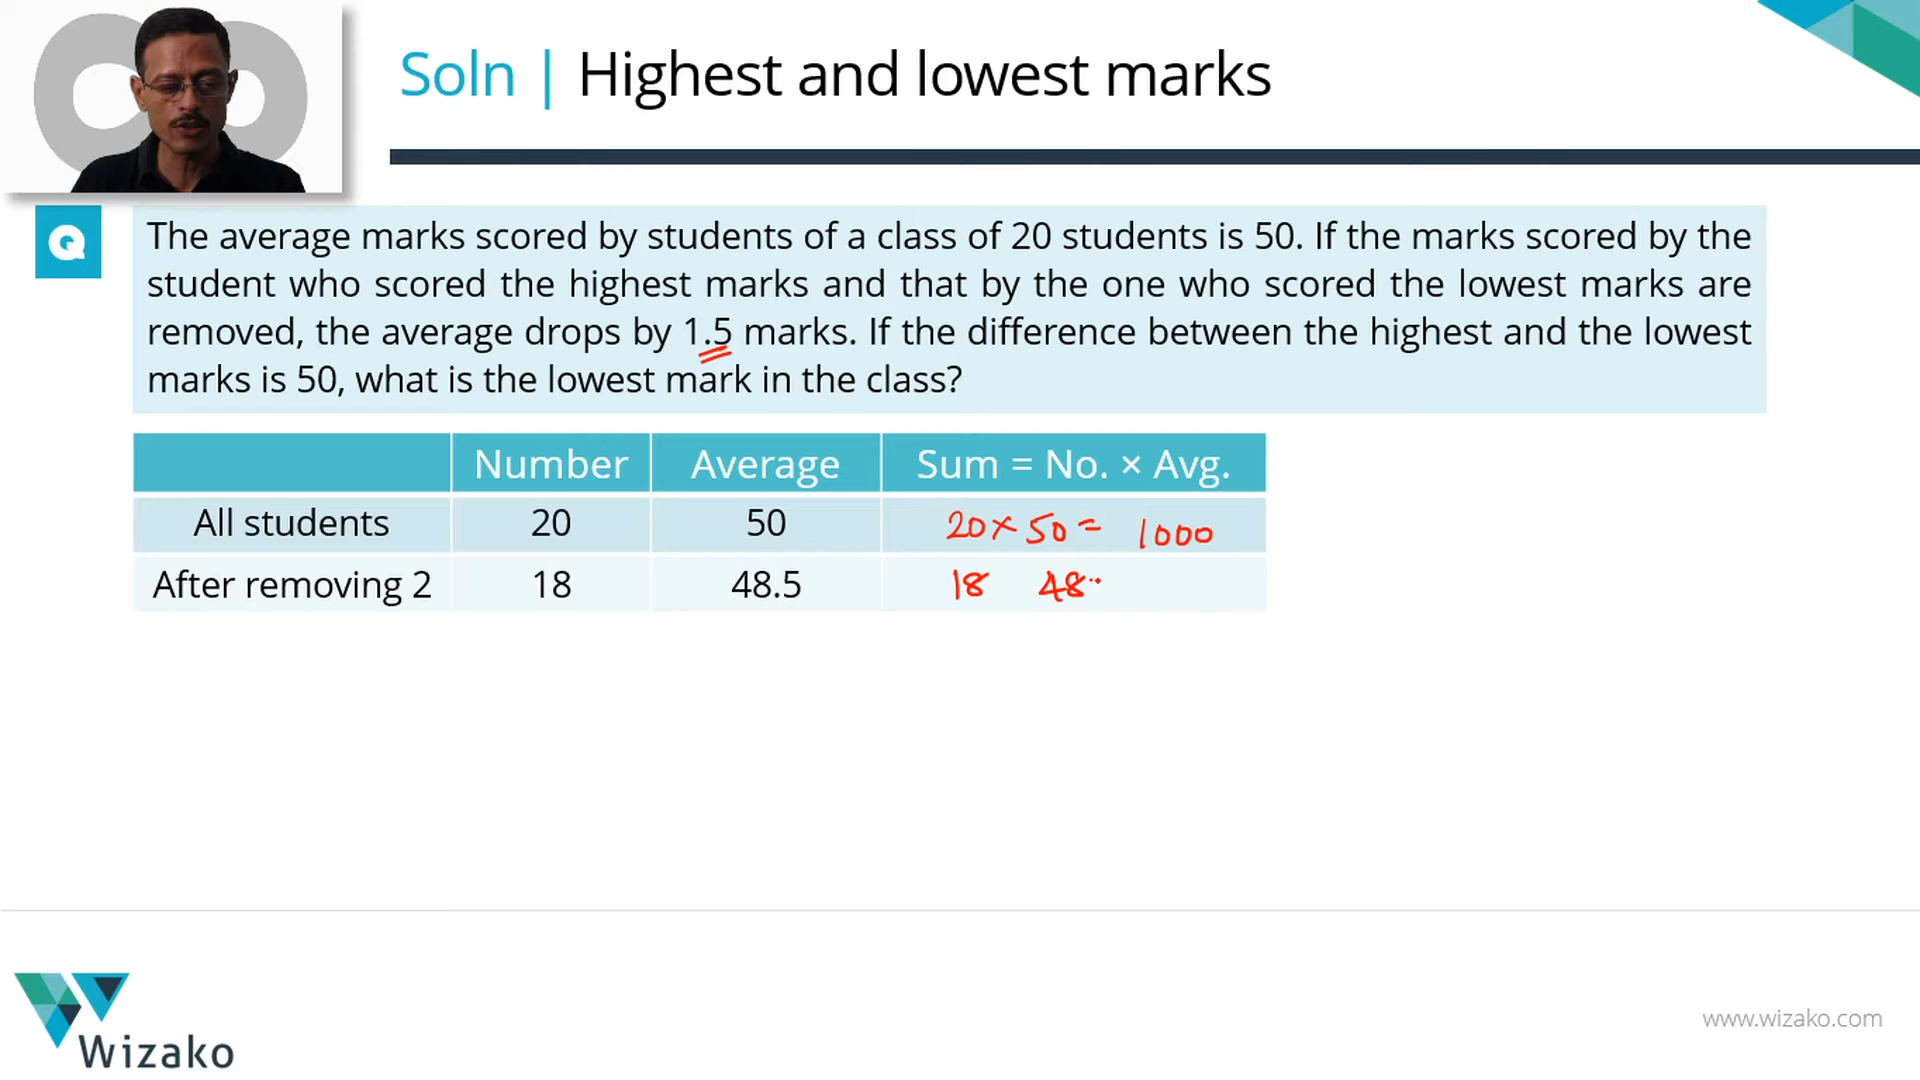 Soln | Highest and lowest marks
Q
The average marks scored by students of a class of 20 students is 50. If the marks scored by the
student who scored the highest marks and that by the one who scored the lowest marks are
removed, the average drops by 1.5 marks. If the difference between the highest and the lowest
marks is 50, what is the lowest mark in the class?
Number Average Sum = No. × Avg.
All students 20 50 20 × 50 = 1000
After removing 2 18 48.5 18 48
Wizako
www.wizako.com